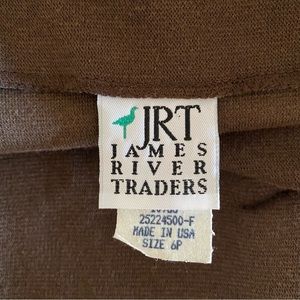 JRT
JAMES
RIVER
TRADERS
25224500-F
MADE IN USA
SIZE 6P